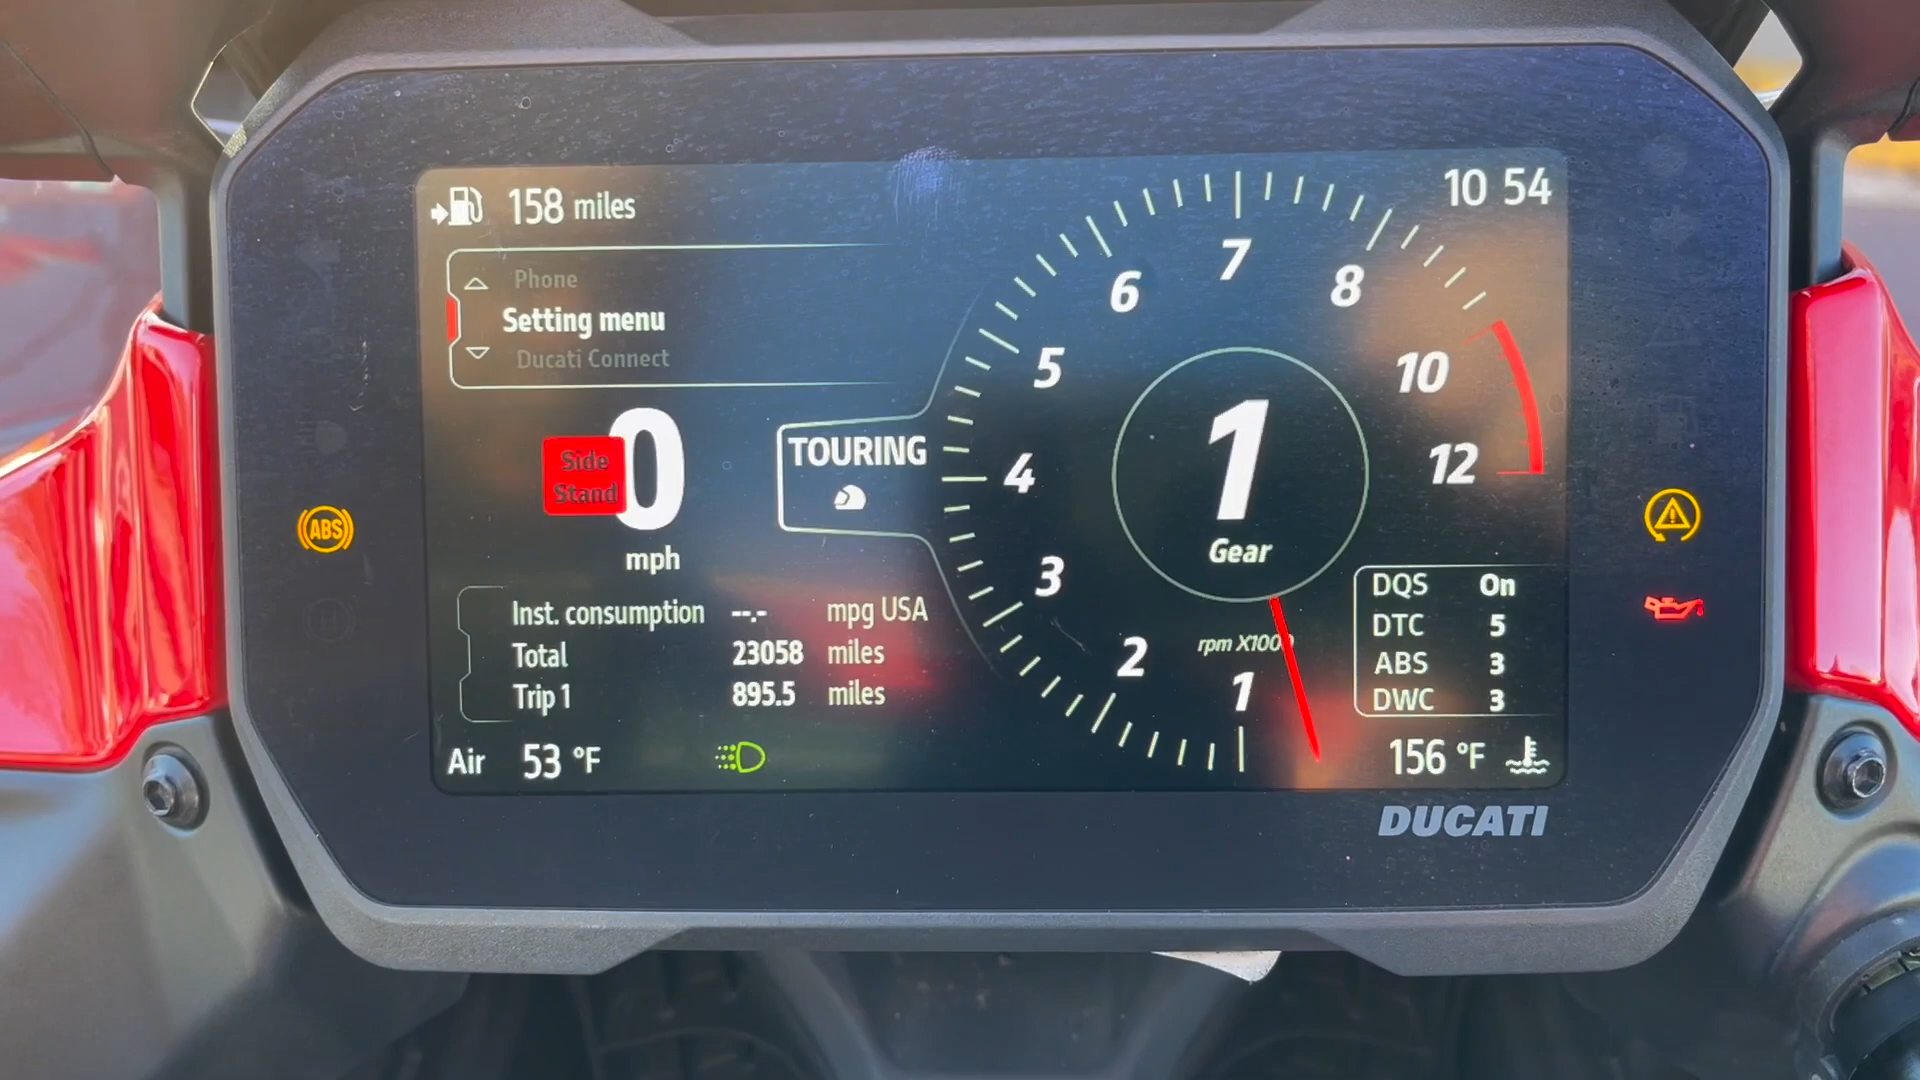 158 miles
10 54
Phone
Setting menu
Ducati Connect
0
Side
Stand
mph
TOURING
1
Gear
rpm X1000
1
2
3
4
5
6
7
8
10
12
ABS
Inst. consumption --.- mpg USA
Total 23058 miles
Trip 1 895.5 miles
DQS On
DTC 5
ABS 3
DWC 3
Air 53 °F
156 °F
DUCATI